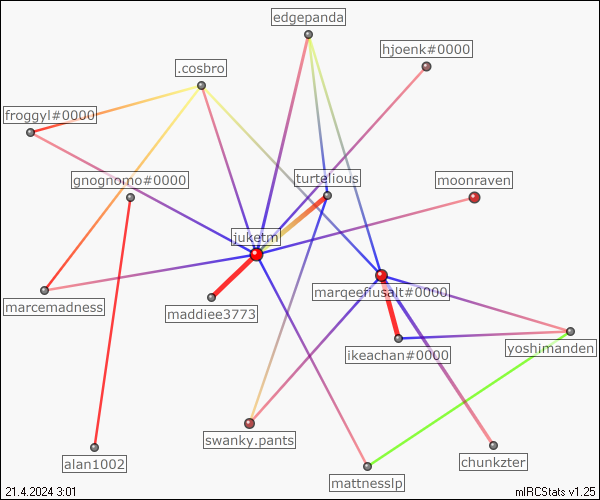 edgepanda
hjoenk#0000
.cosbro
froggyl#0000
gnognomo#0000
turtelious
moonraven
juketm
marqeeflusalt#0000
marcemadness
maddiee3773
ikeachan#0000
yoshimanden
swanky.pants
alan1002
chunkzter
mattnesslp
21.4.2024 3:01
mIRCStats v1.25